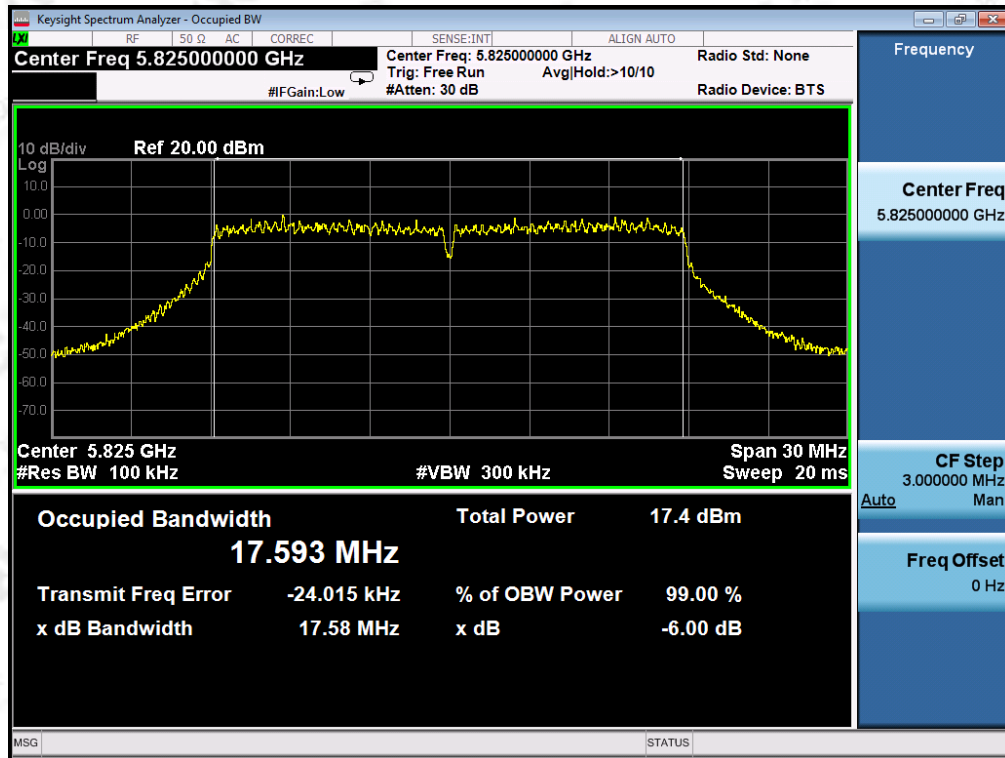 Keysight Spectrum Analyzer - Occupied BW
LXI RF 50 Ω AC CORREC SENSE:INT ALIGN AUTO
Center Freq 5.825000000 GHz
#IFGain:Low
Center Freq: 5.825000000 GHz
Trig: Free Run Avg|Hold:>10/10
#Atten: 30 dB
Radio Std: None
Radio Device: BTS
10 dB/div Ref 20.00 dBm
Log
10.0
0.00
-10.0
-20.0
-30.0
-40.0
-50.0
-60.0
-70.0
Center 5.825 GHz Span 30 MHz
#Res BW 100 kHz #VBW 300 kHz Sweep 20 ms
Occupied Bandwidth Total Power 17.4 dBm
17.593 MHz
Transmit Freq Error -24.015 kHz % of OBW Power 99.00 %
x dB Bandwidth 17.58 MHz x dB -6.00 dB
MSG STATUS
Frequency
Center Freq
5.825000000 GHz
CF Step
3.000000 MHz
Auto Man
Freq Offset
0 Hz